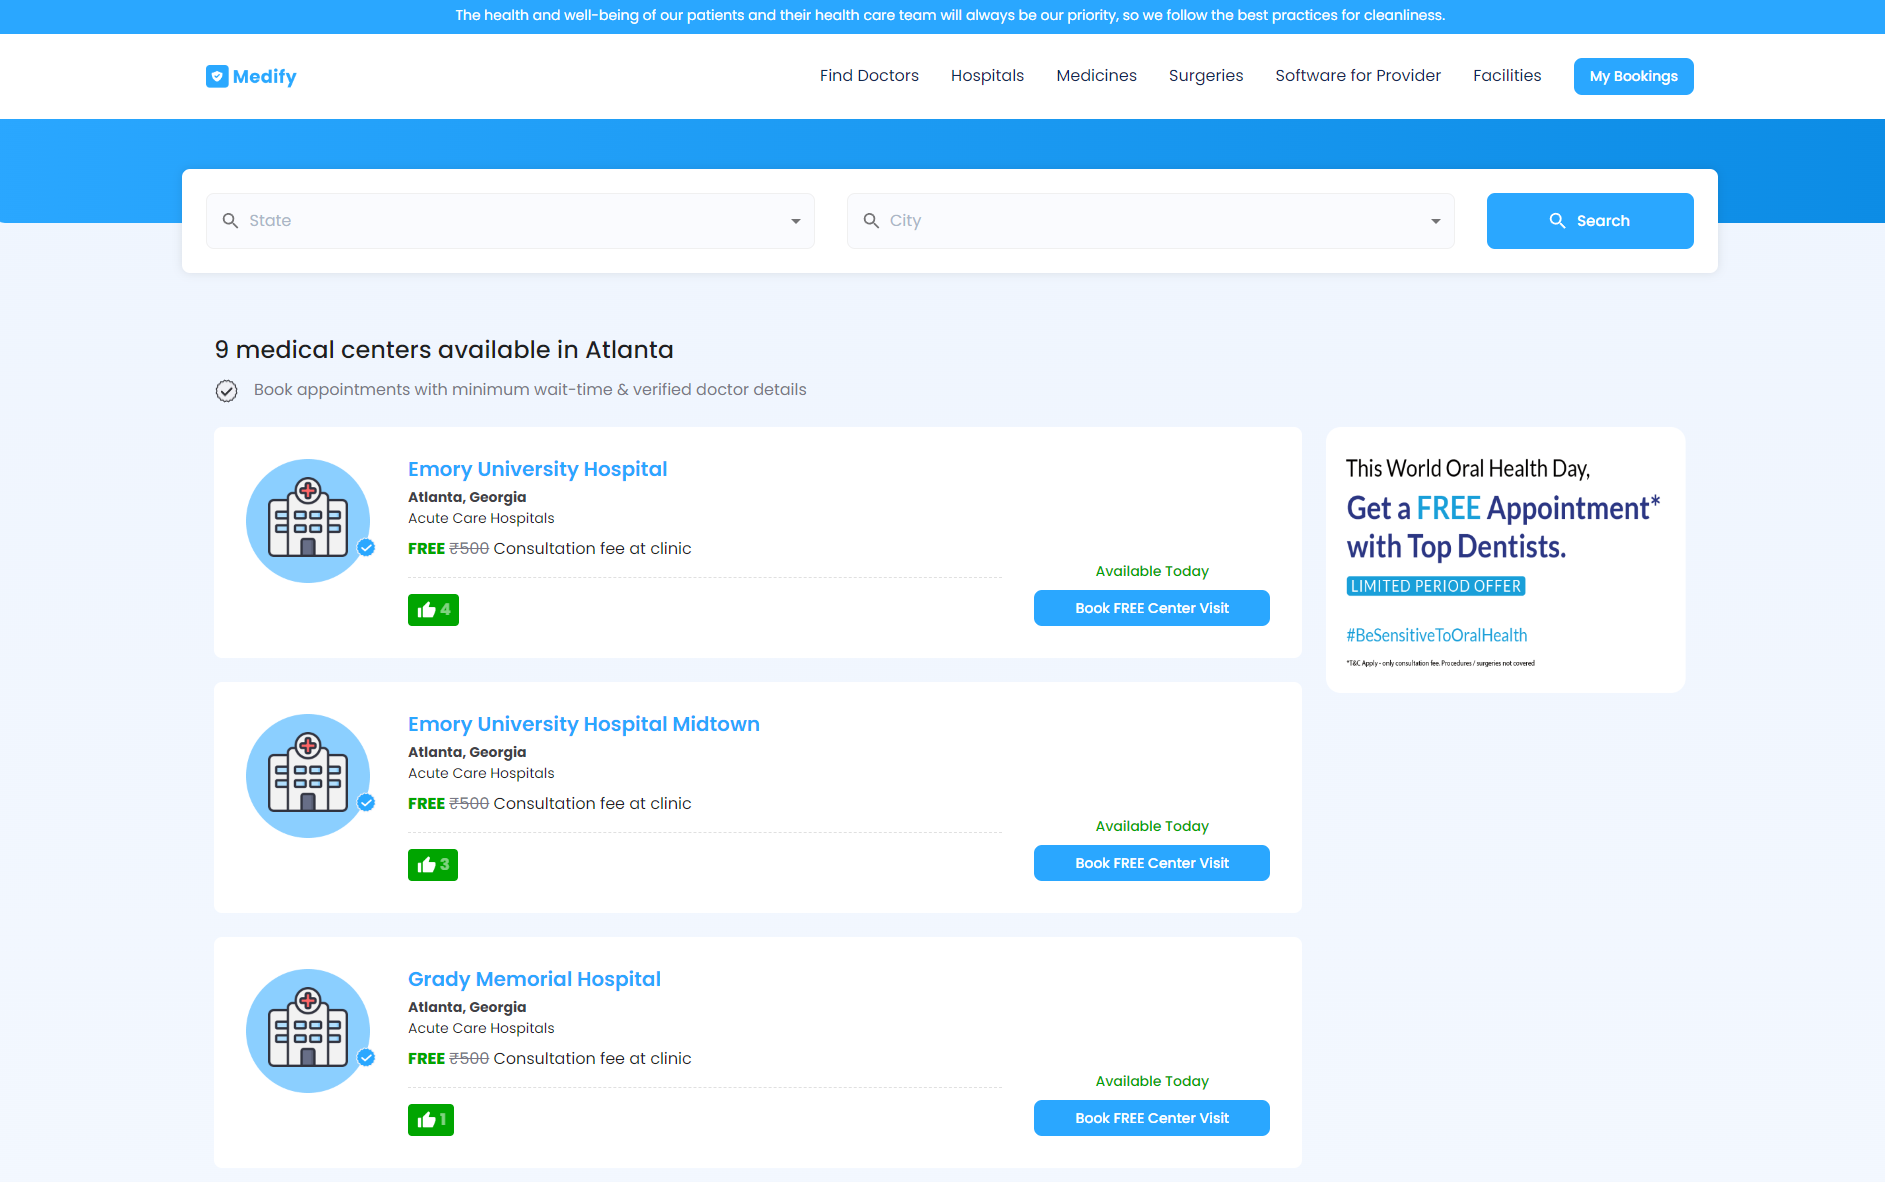 The health and well-being of our patients and their health care team will always be our priority, so we follow the best practices for cleanliness.
Medify
Find Doctors
Hospitals
Medicines
Surgeries
Software for Provider
Facilities
My Bookings
State
City
Search
9 medical centers available in Atlanta
Book appointments with minimum wait-time & verified doctor details
Emory University Hospital
Atlanta, Georgia
Acute Care Hospitals
FREE ₹500 Consultation fee at clinic
4
Available Today
Book FREE Center Visit
This World Oral Health Day,
Get a FREE Appointment*
with Top Dentists.
LIMITED PERIOD OFFER
#BeSensitiveToOralHealth
*T&C Apply - only consultation fee. Procedures / surgeries not covered
Emory University Hospital Midtown
Atlanta, Georgia
Acute Care Hospitals
FREE ₹500 Consultation fee at clinic
3
Available Today
Book FREE Center Visit
Grady Memorial Hospital
Atlanta, Georgia
Acute Care Hospitals
FREE ₹500 Consultation fee at clinic
1
Available Today
Book FREE Center Visit